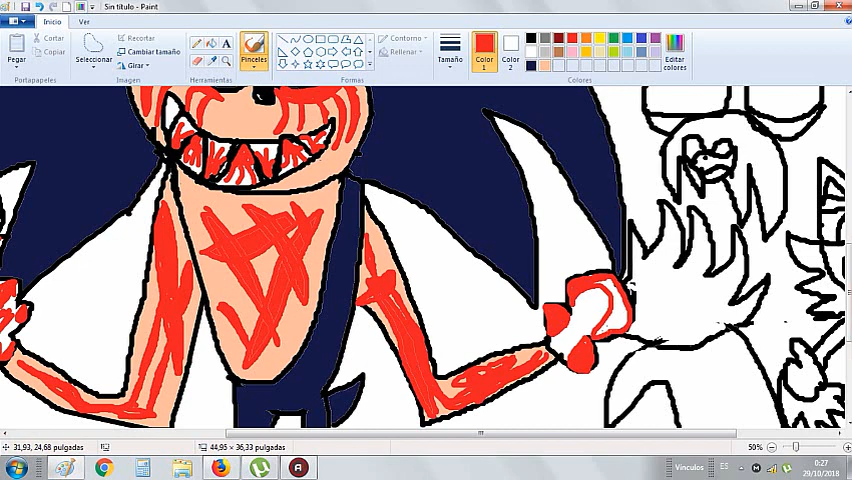 Sin título - Paint
Inicio
Ver
Pegar
Cortar
Copiar
Portapapeles
Seleccionar
Recortar
Cambiar tamaño
Girar
Imagen
A
Herramientas
Pinceles
Contorno
Rellenar
Formas
Tamaño
Color
1
Color
2
Editar
colores
Colores
31,93, 24,68 pulgadas
44,95 × 36,33 pulgadas
50%
Vínculos
ES
0:27
29/10/2018